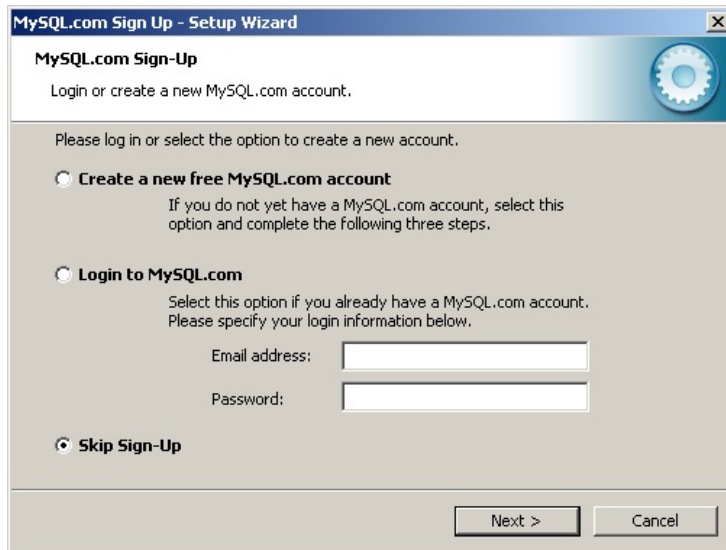 MySQL.com Sign Up - Setup Wizard
MySQL.com Sign-Up
Login or create a new MySQL.com account.
Please log in or select the option to create a new account.
Create a new free MySQL.com account
If you do not yet have a MySQL.com account, select this
option and complete the following three steps.
Login to MySQL.com
Select this option if you already have a MySQL.com account.
Please specify your login information below.
Email address:
Password:
Skip Sign-Up
Next >
Cancel